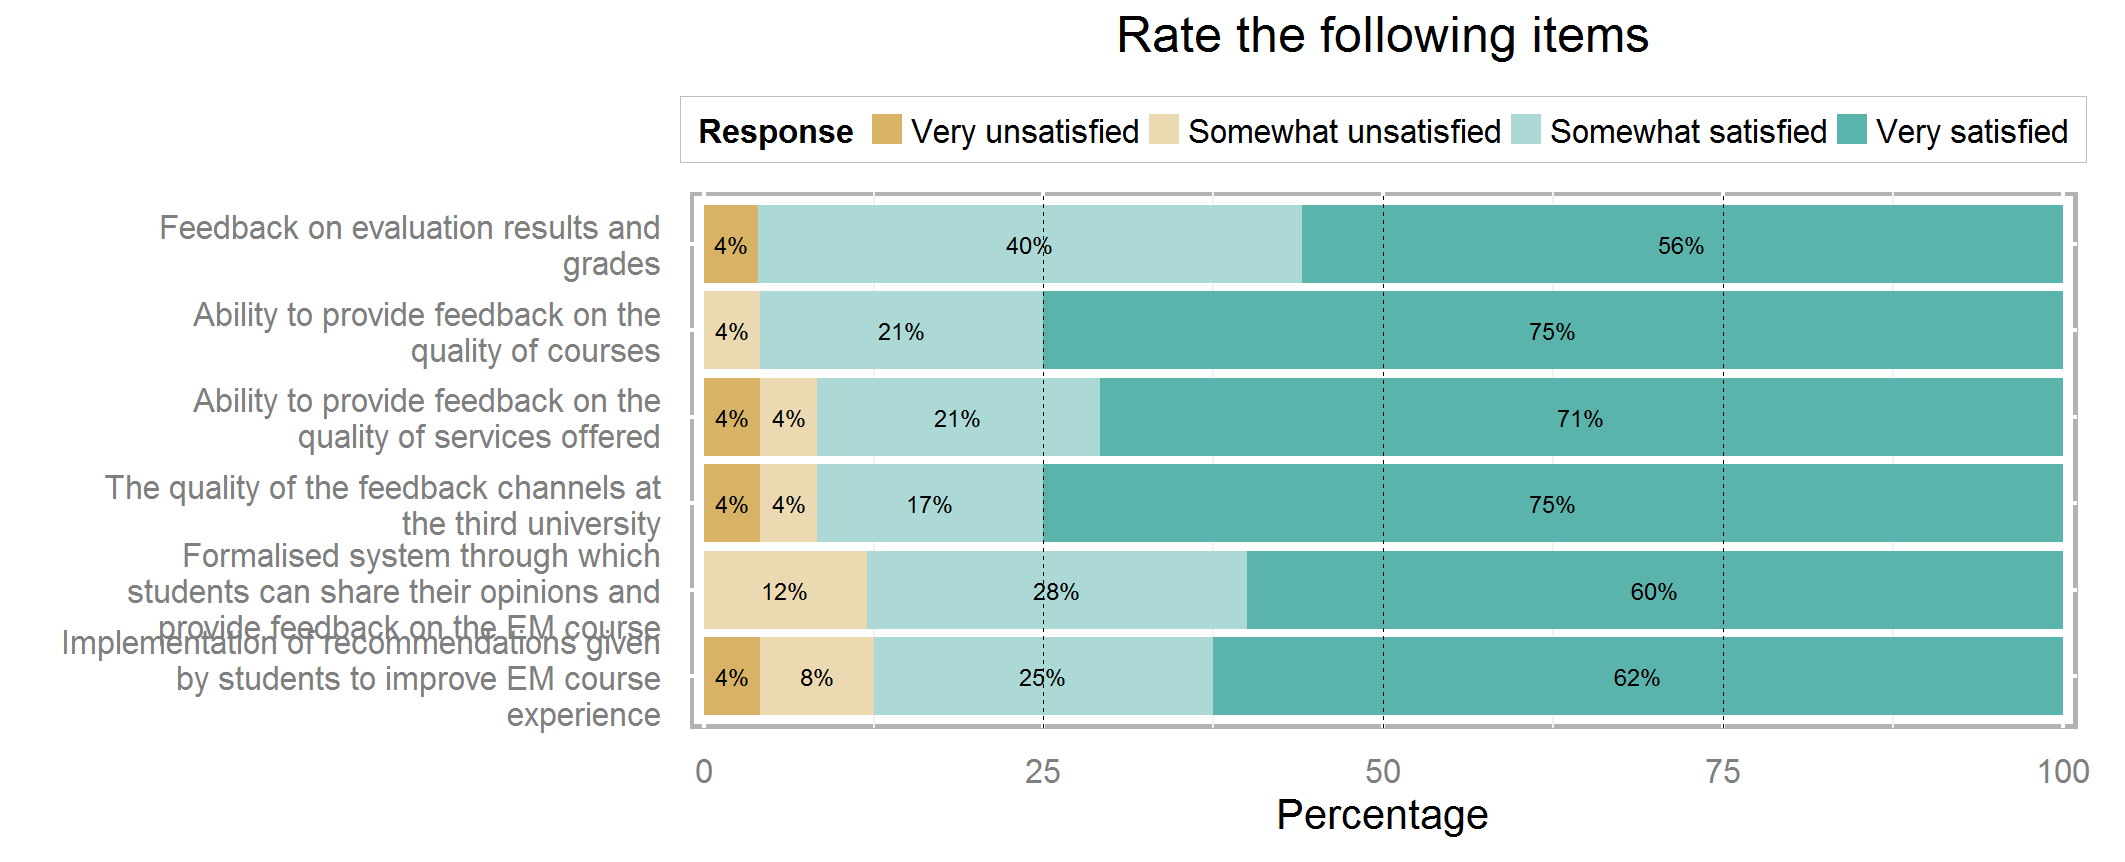 Rate the following items
Response Very unsatisfied Somewhat unsatisfied Somewhat satisfied Very satisfied
Feedback on evaluation results and
grades
4% 40% 56%
Ability to provide feedback on the
quality of courses
4% 21% 75%
Ability to provide feedback on the
quality of services offered
4% 4% 21% 71%
The quality of the feedback channels at
the third university
4% 4% 17% 75%
Formalised system through which
students can share their opinions and
provide feedback on the EM course
12% 28% 60%
Implementation of recommendations given
by students to improve EM course
experience
4% 8% 25% 62%
0 25 50 75 100
Percentage